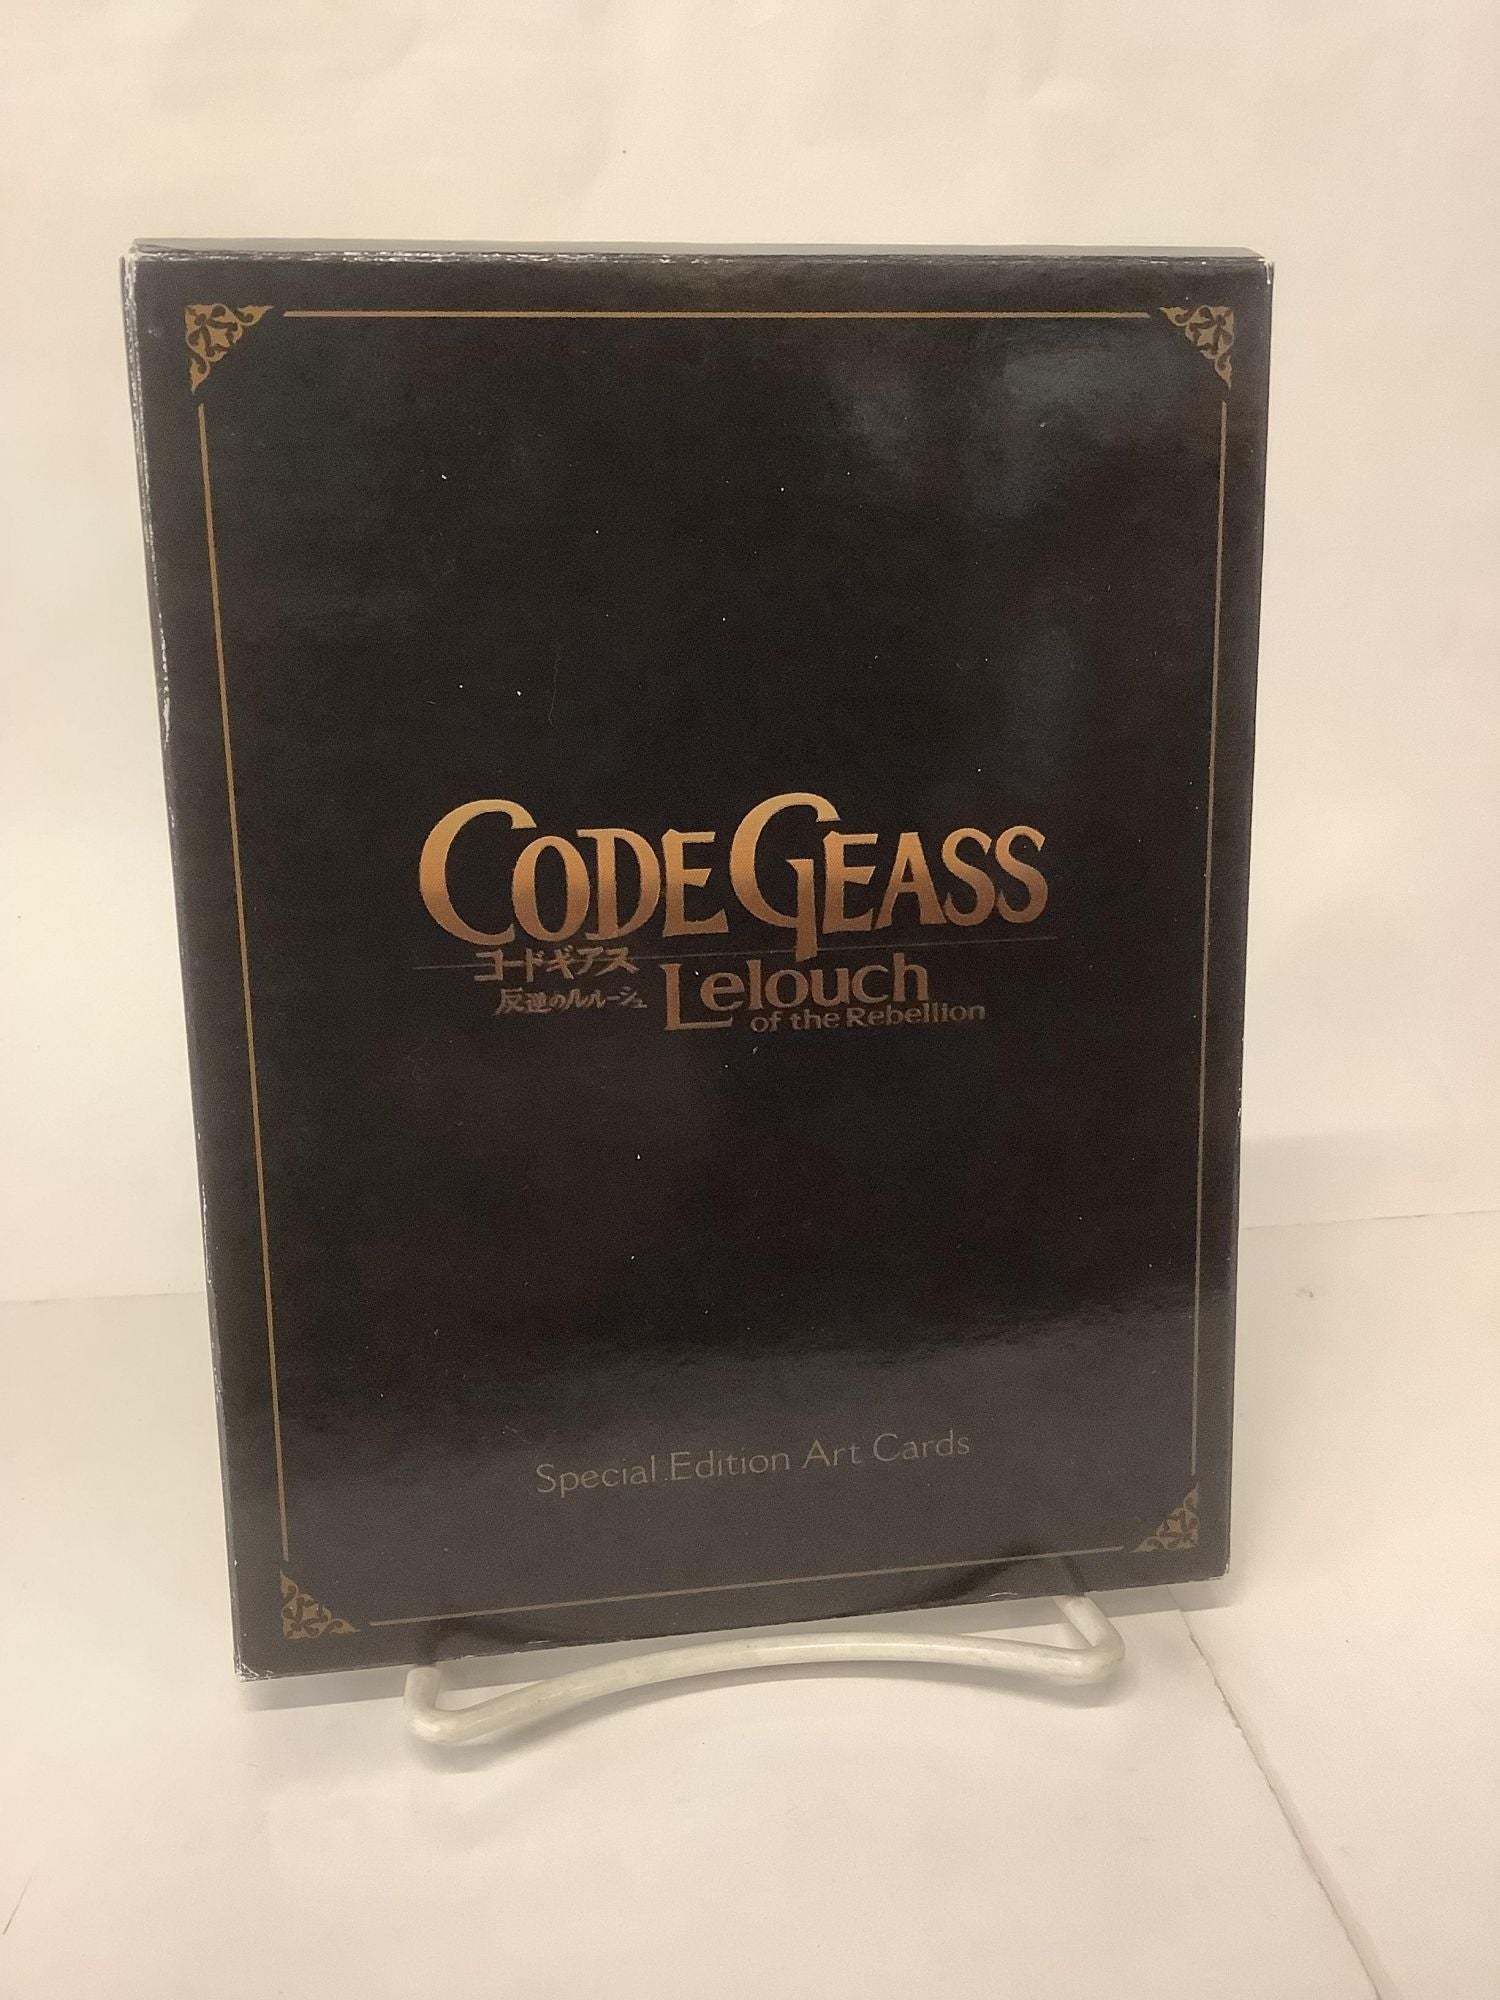 CODE GEASS
コードギアス
反逆のルルーシュ
Lelouch
of the Rebellion
Special Edition Art Cards